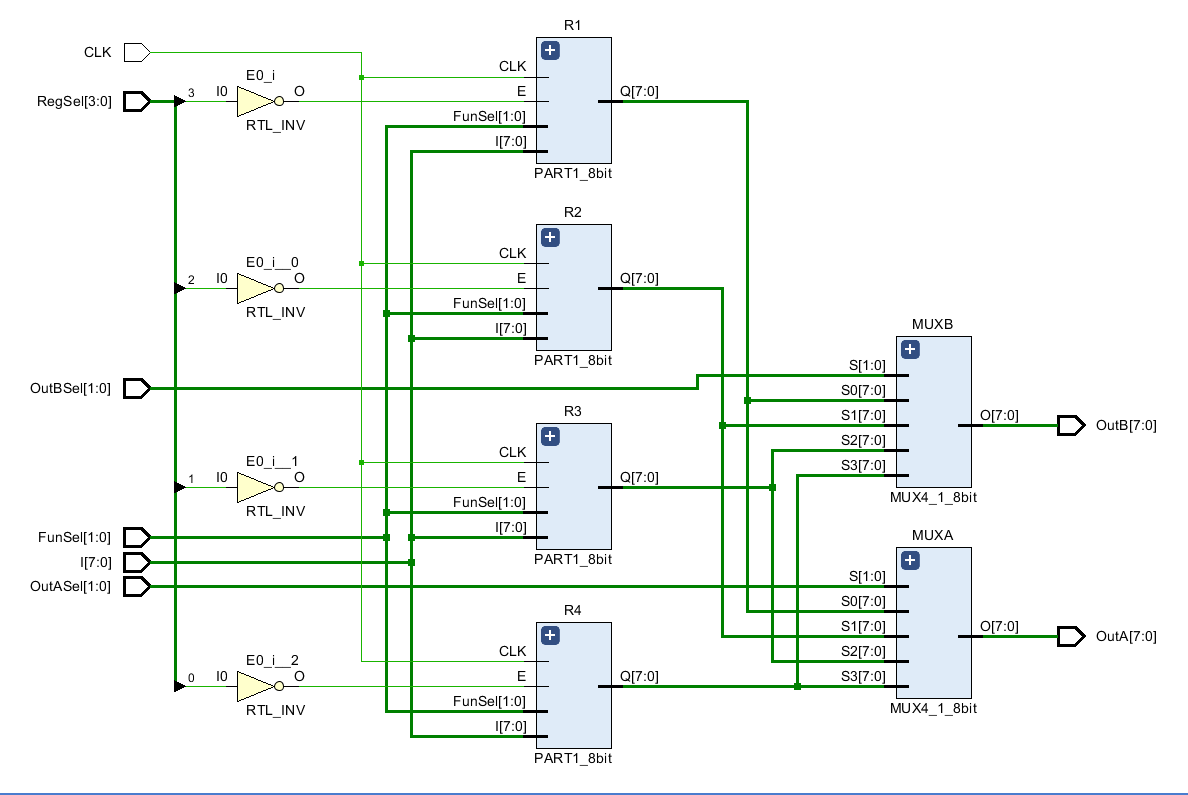 R1
CLK
CLK
E0_i
RegSel[3:0]
3
I0
O
E
Q[7:0]
RTL_INV
FunSel[1:0]
I[7:0]
PART1_8bit
R2
CLK
E0_i__0
2
I0
O
E
Q[7:0]
RTL_INV
FunSel[1:0]
I[7:0]
PART1_8bit
MUXB
OutBSel[1:0]
S[1:0]
S0[7:0]
S1[7:0]
O[7:0]
OutB[7:0]
S2[7:0]
S3[7:0]
MUX4_1_8bit
R3
CLK
E0_i__1
1
I0
O
E
Q[7:0]
RTL_INV
FunSel[1:0]
I[7:0]
PART1_8bit
FunSel[1:0]
I[7:0]
OutASel[1:0]
MUXA
S[1:0]
S0[7:0]
S1[7:0]
O[7:0]
OutA[7:0]
S2[7:0]
S3[7:0]
MUX4_1_8bit
R4
CLK
E0_i__2
0
I0
O
E
Q[7:0]
RTL_INV
FunSel[1:0]
I[7:0]
PART1_8bit